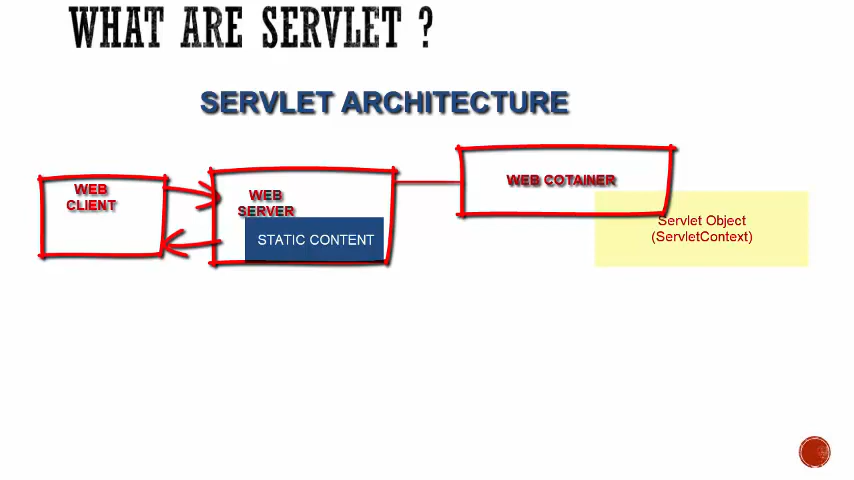 WHAT ARE SERVLET ?
SERVLET ARCHITECTURE
WEB
CLIENT
WEB
SERVER
STATIC CONTENT
WEB COTAINER
Servlet Object
(ServletContext)